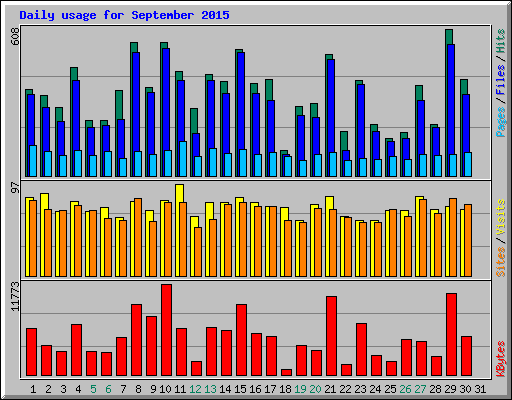 Daily usage for September 2015
608
97
11773
Pages / Files / Hits
Sites / Visits
KBytes
1 2 3 4 5 6 7 8 9 10 11 12 13 14 15 16 17 18 19 20 21 22 23 24 25 26 27 28 29 30 31